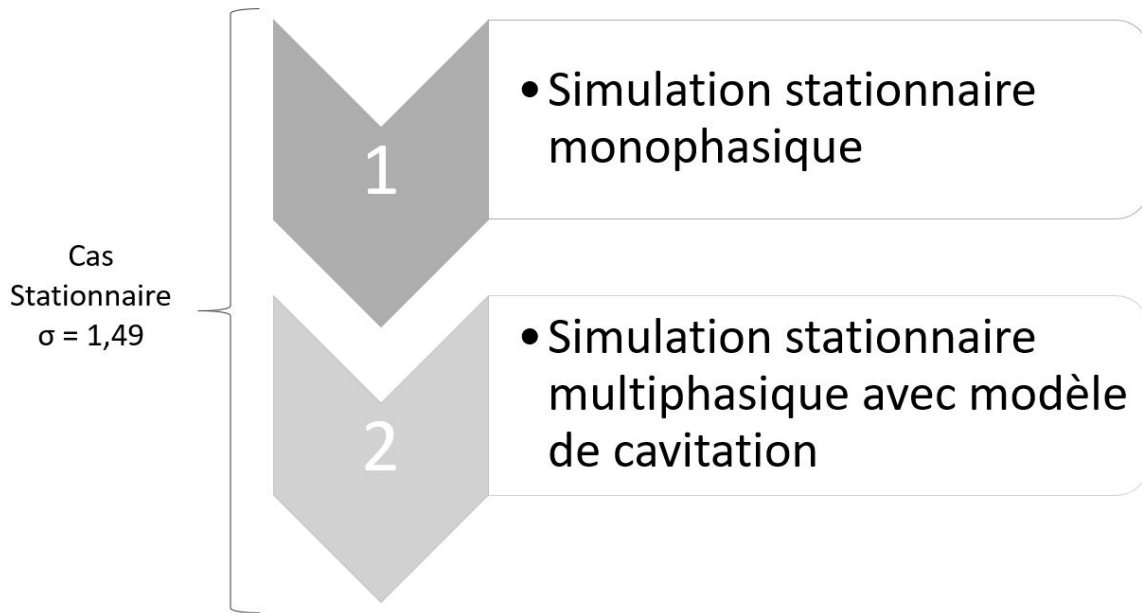 Cas
Stationnaire
σ = 1,49
1
• Simulation stationnaire
monophasique
2
• Simulation stationnaire
multiphasique avec modèle
de cavitation